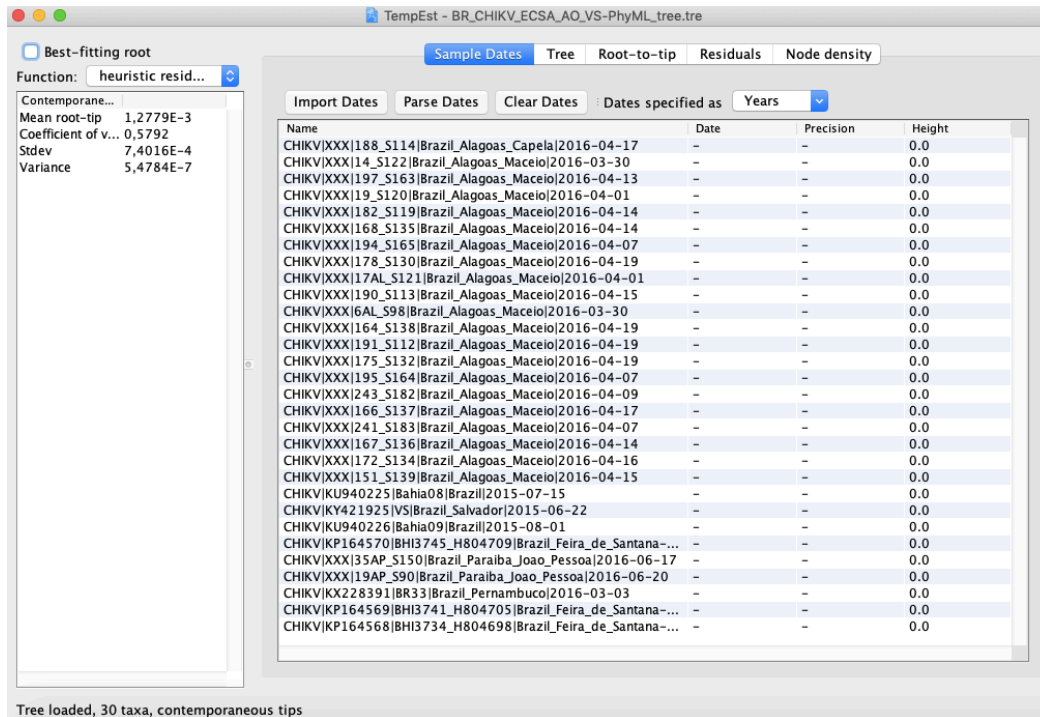 TempEst - BR_CHIKV_ECSA_AO_VS-PhyML_tree.tre
Best-fitting root
Function: heuristic resid...
Contemporane...
Mean root-tip 1,2779E-3
Coefficient of v... 0,5792
Stdev 7,4016E-4
Variance 5,4784E-7
Sample Dates Tree Root-to-tip Residuals Node density
Import Dates Parse Dates Clear Dates Dates specified as Years
Name Date Precision Height
CHIKV|XXX|188_S114|Brazil_Alagoas_Capela|2016-04-17 – – 0.0
CHIKV|XXX|14_S122|Brazil_Alagoas_Maceio|2016-03-30 – – 0.0
CHIKV|XXX|197_S163|Brazil_Alagoas_Maceio|2016-04-13 – – 0.0
CHIKV|XXX|19_S120|Brazil_Alagoas_Maceio|2016-04-01 – – 0.0
CHIKV|XXX|182_S119|Brazil_Alagoas_Maceio|2016-04-14 – – 0.0
CHIKV|XXX|168_S135|Brazil_Alagoas_Maceio|2016-04-14 – – 0.0
CHIKV|XXX|194_S165|Brazil_Alagoas_Maceio|2016-04-07 – – 0.0
CHIKV|XXX|178_S130|Brazil_Alagoas_Maceio|2016-04-19 – – 0.0
CHIKV|XXX|17AL_S121|Brazil_Alagoas_Maceio|2016-04-01 – – 0.0
CHIKV|XXX|190_S113|Brazil_Alagoas_Maceio|2016-04-15 – – 0.0
CHIKV|XXX|6AL_S98|Brazil_Alagoas_Maceio|2016-03-30 – – 0.0
CHIKV|XXX|164_S138|Brazil_Alagoas_Maceio|2016-04-19 – – 0.0
CHIKV|XXX|191_S112|Brazil_Alagoas_Maceio|2016-04-19 – – 0.0
CHIKV|XXX|175_S132|Brazil_Alagoas_Maceio|2016-04-19 – – 0.0
CHIKV|XXX|195_S164|Brazil_Alagoas_Maceio|2016-04-07 – – 0.0
CHIKV|XXX|243_S182|Brazil_Alagoas_Maceio|2016-04-09 – – 0.0
CHIKV|XXX|166_S137|Brazil_Alagoas_Maceio|2016-04-17 – – 0.0
CHIKV|XXX|241_S183|Brazil_Alagoas_Maceio|2016-04-07 – – 0.0
CHIKV|XXX|167_S136|Brazil_Alagoas_Maceio|2016-04-14 – – 0.0
CHIKV|XXX|172_S134|Brazil_Alagoas_Maceio|2016-04-16 – – 0.0
CHIKV|XXX|151_S139|Brazil_Alagoas_Maceio|2016-04-15 – – 0.0
CHIKV|KU940225|Bahia08|Brazil|2015-07-15 – – 0.0
CHIKV|KY421925|VS|Brazil_Salvador|2015-06-22 – – 0.0
CHIKV|KU940226|Bahia09|Brazil|2015-08-01 – – 0.0
CHIKV|KP164570|BHI3745_H804709|Brazil_Feira_de_Santana-... – – 0.0
CHIKV|XXX|35AP_S150|Brazil_Paraiba_Joao_Pessoa|2016-06-17 – – 0.0
CHIKV|XXX|19AP_S90|Brazil_Paraiba_Joao_Pessoa|2016-06-20 – – 0.0
CHIKV|KX228391|BR33|Brazil_Pernambuco|2016-03-03 – – 0.0
CHIKV|KP164569|BHI3741_H804705|Brazil_Feira_de_Santana-... – – 0.0
CHIKV|KP164568|BHI3734_H804698|Brazil_Feira_de_Santana-... – – 0.0
Tree loaded, 30 taxa, contemporaneous tips